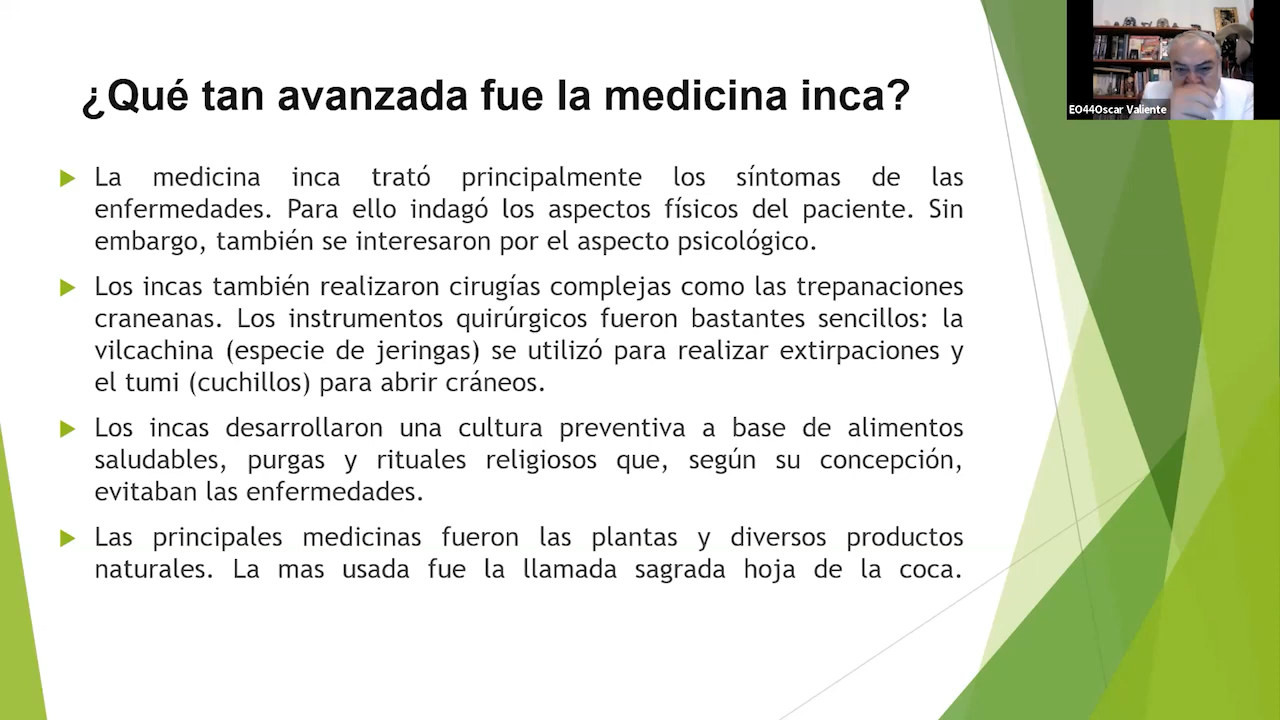 ¿Qué tan avanzada fue la medicina inca?
La medicina inca trató principalmente los síntomas de las
enfermedades. Para ello indagó los aspectos físicos del paciente. Sin
embargo, también se interesaron por el aspecto psicológico.
Los incas también realizaron cirugías complejas como las trepanaciones
craneanas. Los instrumentos quirúrgicos fueron bastantes sencillos: la
vilcachina (especie de jeringas) se utilizó para realizar extirpaciones y
el tumi (cuchillos) para abrir cráneos.
Los incas desarrollaron una cultura preventiva a base de alimentos
saludables, purgas y rituales religiosos que, según su concepción,
evitaban las enfermedades.
Las principales medicinas fueron las plantas y diversos productos
naturales. La mas usada fue la llamada sagrada hoja de la coca.
EO44Oscar Valiente